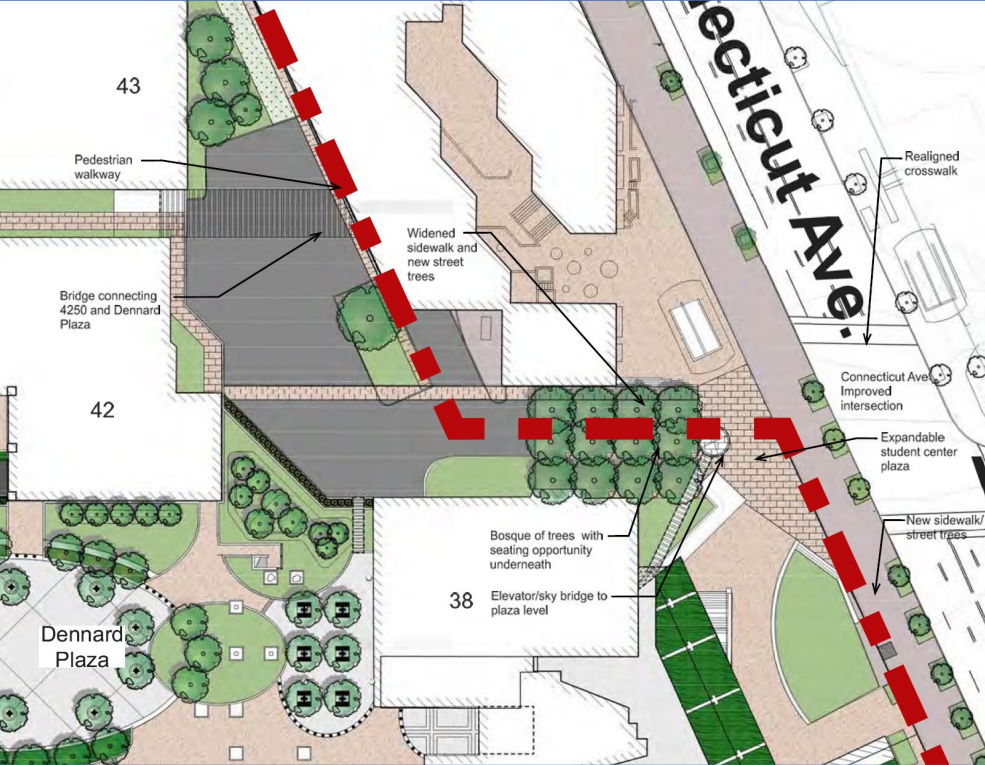 43
Pedestrian
walkway
ecticut Ave.
Realigned
crosswalk
Widened
sidewalk and
new street
trees
Bridge connecting
4250 and Dennard
Plaza
42
Connecticut Ave
Improved
intersection
Expandable
student center
plaza
New sidewalk/
street trees
Bosque of trees with
seating opportunity
underneath
38
Elevator/sky bridge to
plaza level
Dennard
Plaza